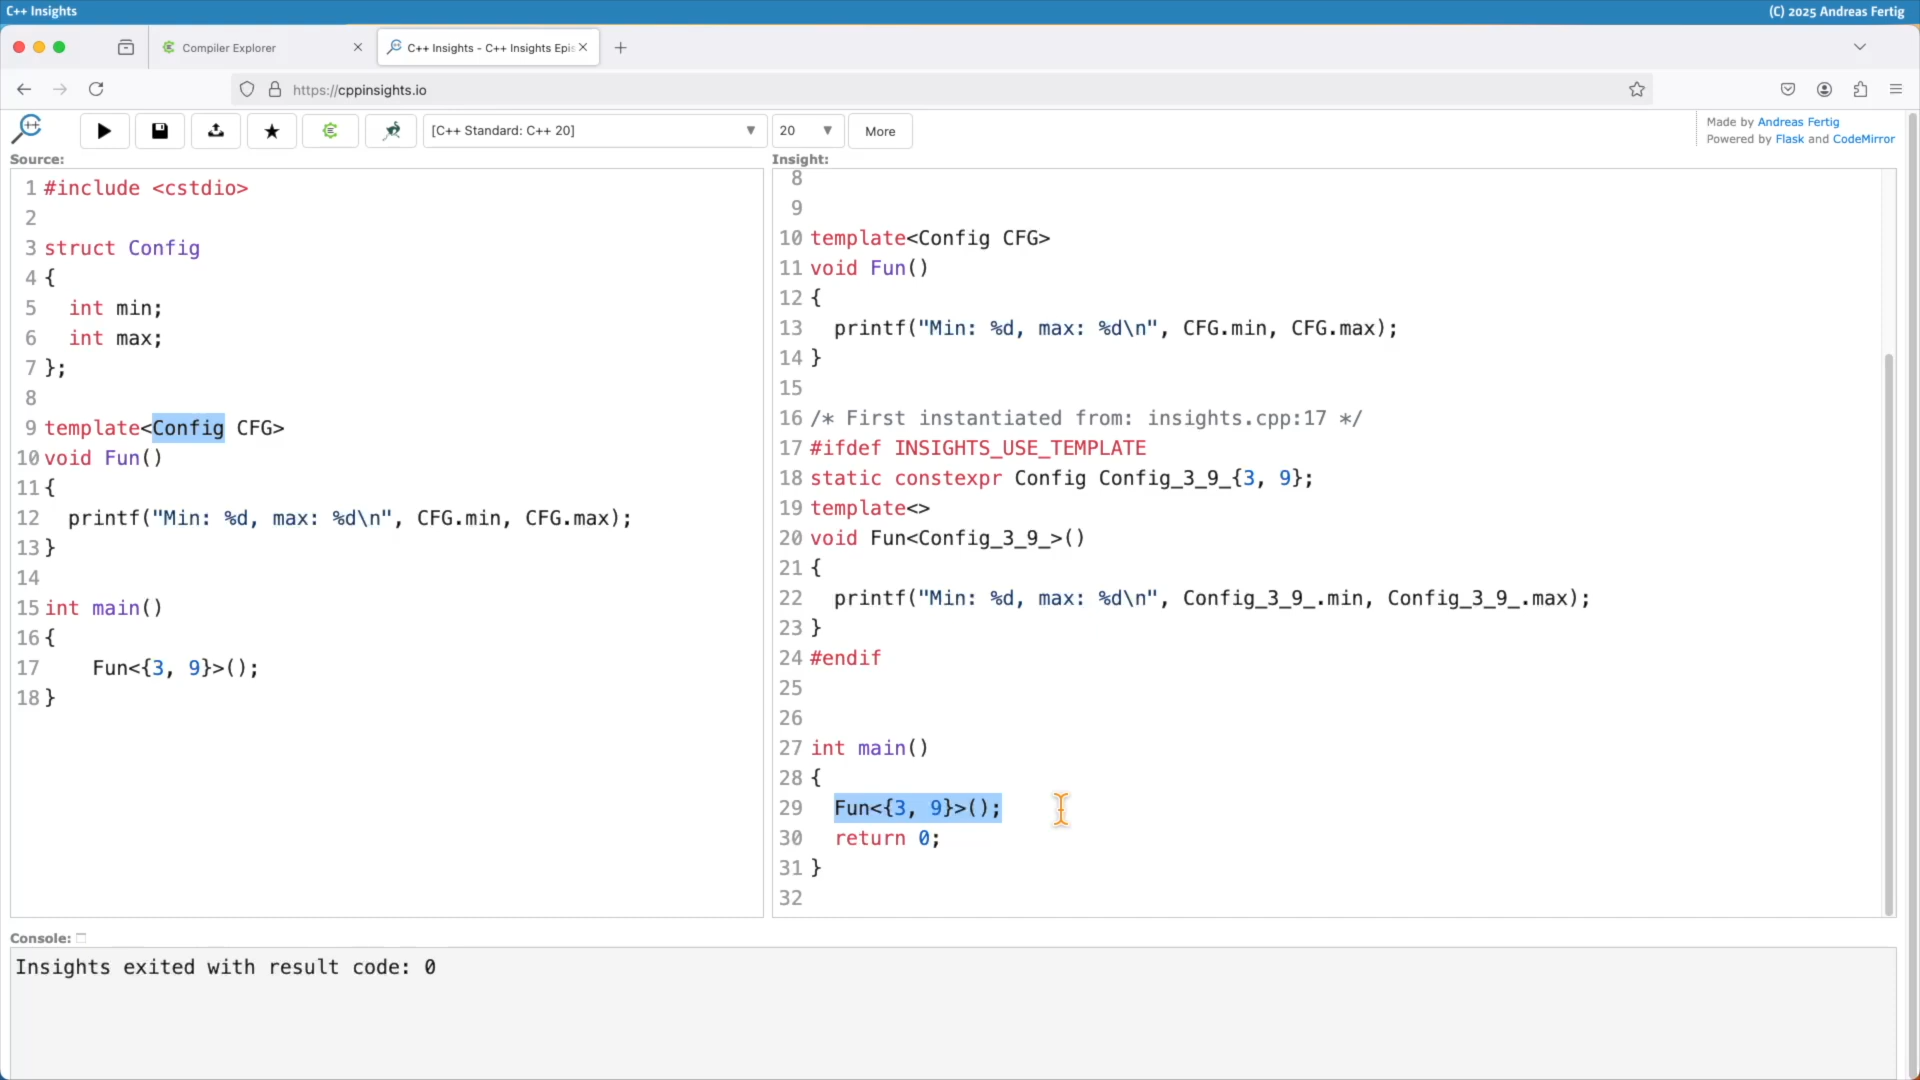 C++ Insights
(C) 2025 Andreas Fertig
Compiler Explorer
C++ Insights - C++ Insights Epis
https://cppinsights.io
[C++ Standard: C++ 20]
20
More
Made by Andreas Fertig
Powered by Flask and CodeMirror
Source:
1 #include <cstdio>
2
3 struct Config
4 {
5   int min;
6   int max;
7 };
8
9 template<Config CFG>
10 void Fun()
11 {
12   printf("Min: %d, max: %d\n", CFG.min, CFG.max);
13 }
14
15 int main()
16 {
17     Fun<{3, 9}>();
18 }
Insight:
8
9
10 template<Config CFG>
11 void Fun()
12 {
13   printf("Min: %d, max: %d\n", CFG.min, CFG.max);
14 }
15
16 /* First instantiated from: insights.cpp:17 */
17 #ifdef INSIGHTS_USE_TEMPLATE
18 static constexpr Config Config_3_9_{3, 9};
19 template<>
20 void Fun<Config_3_9_>()
21 {
22   printf("Min: %d, max: %d\n", Config_3_9_.min, Config_3_9_.max);
23 }
24 #endif
25
26
27 int main()
28 {
29   Fun<{3, 9}>();
30   return 0;
31 }
32
Console:
Insights exited with result code: 0